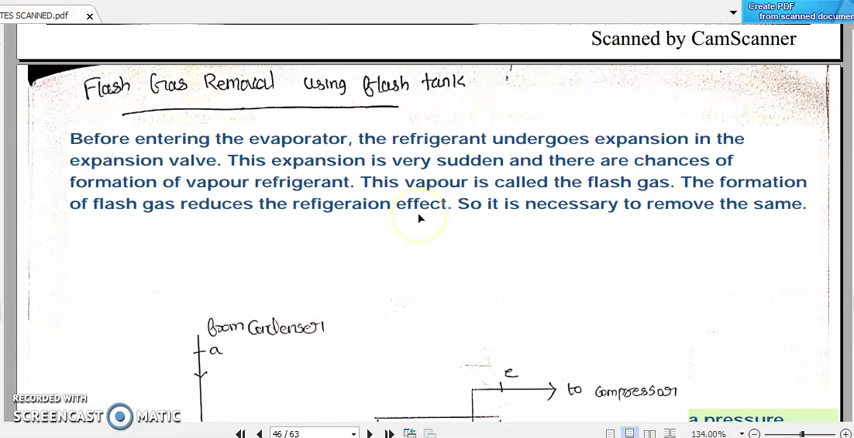 TES SCANNED.pdf
Create PDF
from scanned document
Scanned by CamScanner
Flash Gas Removal using flash tank
Before entering the evaporator, the refrigerant undergoes expansion in the
expansion valve. This expansion is very sudden and there are chances of
formation of vapour refrigerant. This vapour is called the flash gas. The formation
of flash gas reduces the refigeraion effect. So it is necessary to remove the same.
from Condenser
a
e
to compressor
a pressure
RECORDED WITH
SCREENCAST MATIC
46 / 63
134.00%